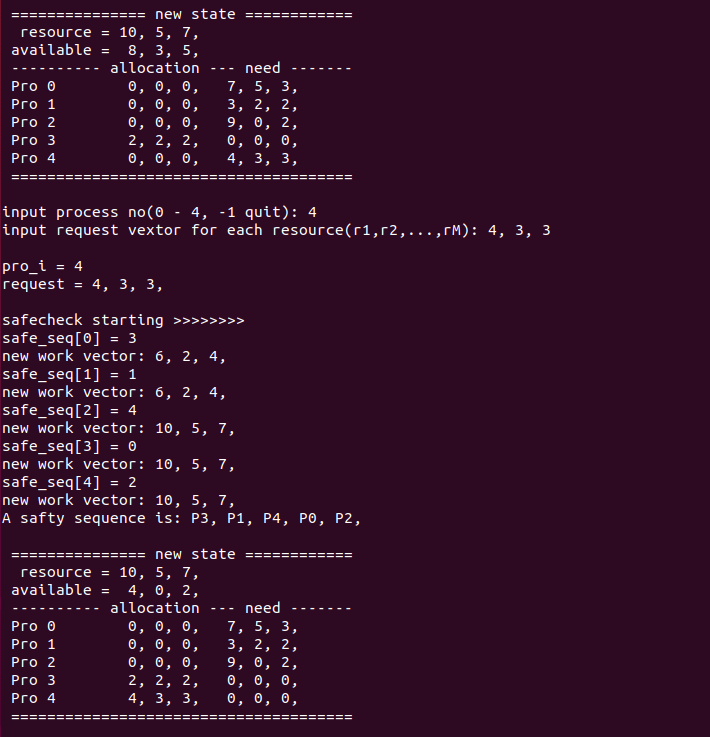 =============== new state ============
resource = 10, 5, 7,
available =  8, 3, 5,
---------- allocation --- need -------
Pro 0        0, 0, 0,   7, 5, 3,
Pro 1        0, 0, 0,   3, 2, 2,
Pro 2        0, 0, 0,   9, 0, 2,
Pro 3        2, 2, 2,   0, 0, 0,
Pro 4        0, 0, 0,   4, 3, 3,
======================================
input process no(0 - 4, -1 quit): 4
input request vextor for each resource(r1,r2,...,rM): 4, 3, 3
pro_i = 4
request = 4, 3, 3,
safecheck starting >>>>>>>>
safe_seq[0] = 3
new work vector: 6, 2, 4,
safe_seq[1] = 1
new work vector: 6, 2, 4,
safe_seq[2] = 4
new work vector: 10, 5, 7,
safe_seq[3] = 0
new work vector: 10, 5, 7,
safe_seq[4] = 2
new work vector: 10, 5, 7,
A safty sequence is: P3, P1, P4, P0, P2,
=============== new state ============
resource = 10, 5, 7,
available =  4, 0, 2,
---------- allocation --- need -------
Pro 0        0, 0, 0,   7, 5, 3,
Pro 1        0, 0, 0,   3, 2, 2,
Pro 2        0, 0, 0,   9, 0, 2,
Pro 3        2, 2, 2,   0, 0, 0,
Pro 4        4, 3, 3,   0, 0, 0,
======================================